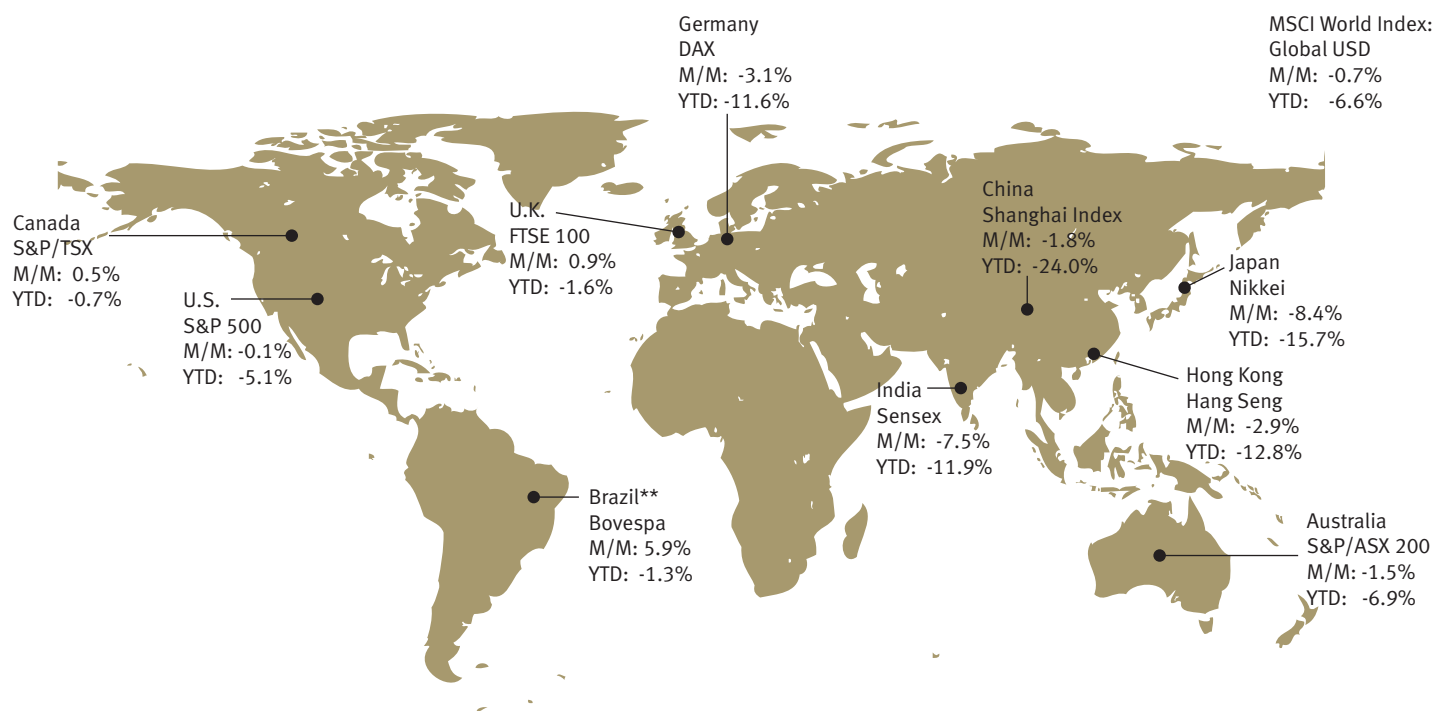 Germany
DAX
M/M: -3.1%
YTD: -11.6%
MSCI World Index:
Global USD
M/M: -0.7%
YTD: -6.6%
Canada
S&P/TSX
M/M: 0.5%
YTD: -0.7%
U.S.
S&P 500
M/M: -0.1%
YTD: -5.1%
U.K.
FTSE 100
M/M: 0.9%
YTD: -1.6%
China
Shanghai Index
M/M: -1.8%
YTD: -24.0%
Japan
Nikkei
M/M: -8.4%
YTD: -15.7%
India
Sensex
M/M: -7.5%
YTD: -11.9%
Hong Kong
Hang Seng
M/M: -2.9%
YTD: -12.8%
Brazil**
Bovespa
M/M: 5.9%
YTD: -1.3%
Australia
S&P/ASX 200
M/M: -1.5%
YTD: -6.9%